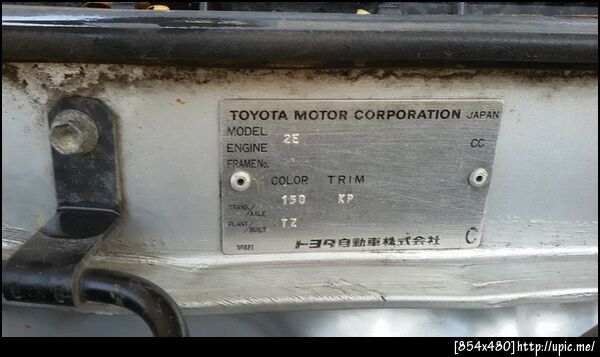 TOYOTA MOTOR CORPORATION JAPAN
MODEL
2E
ENGINE CC
FRAME No.
COLOR TRIM
150 KP
TRANS./AXLE
PLANT/BUILT TZ
30881
トヨタ自動車株式会社 C
[854x480]http://upic.me/